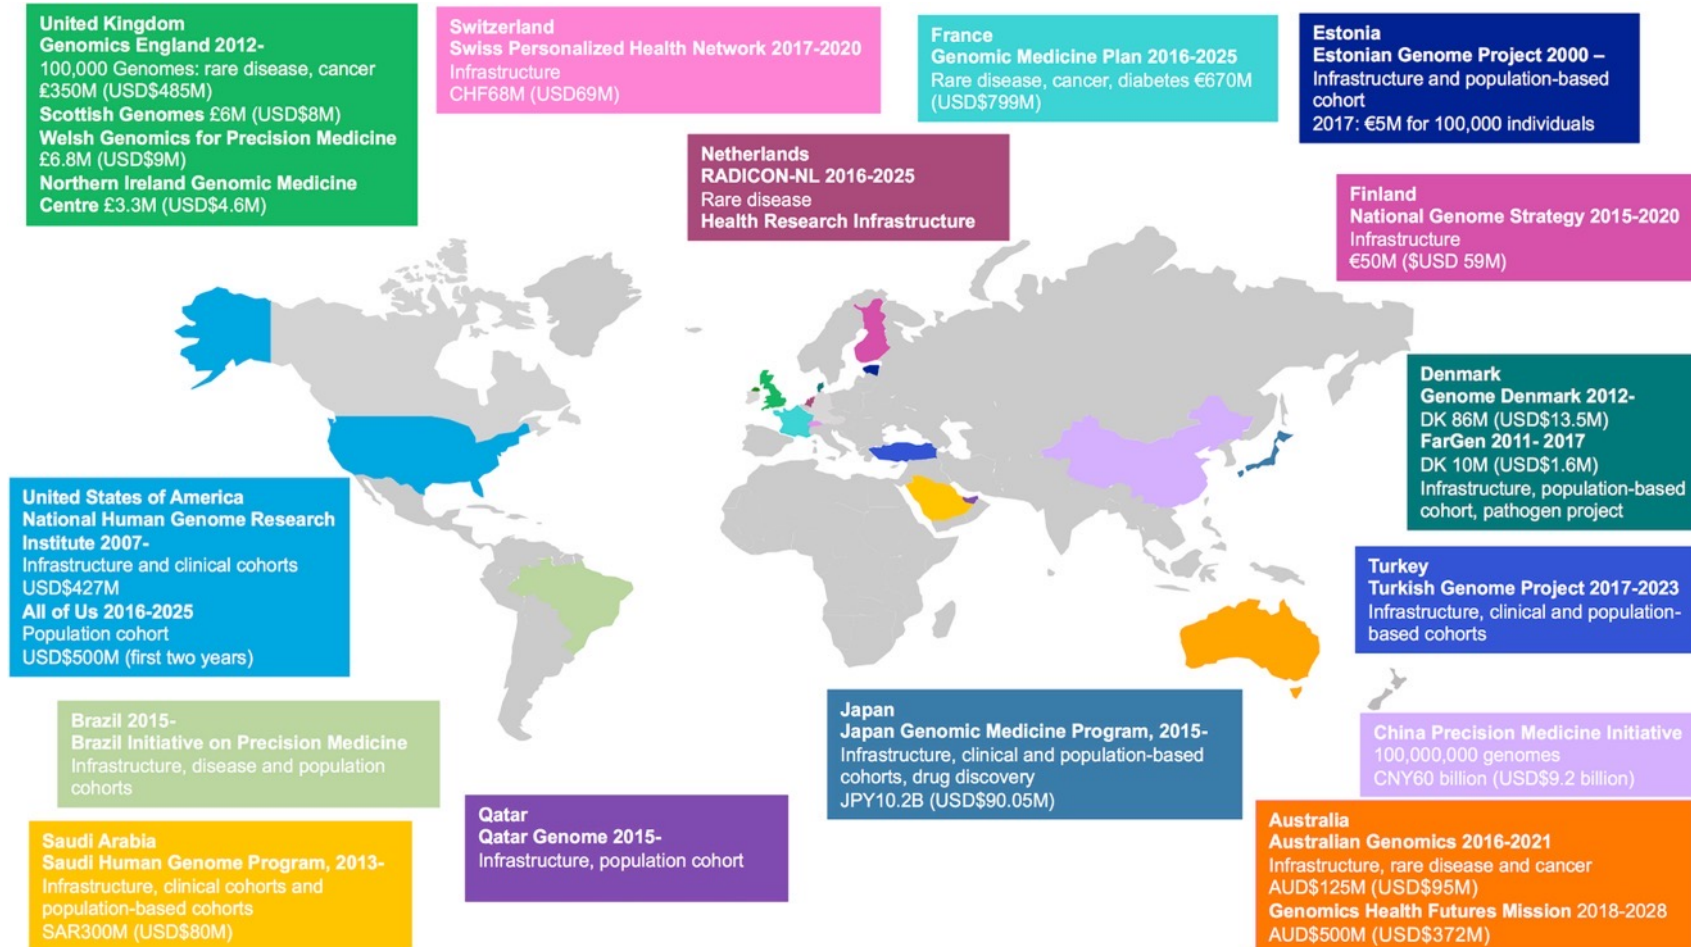 United Kingdom
Genomics England 2012-
100,000 Genomes: rare disease, cancer
£350M (USD$485M)
Scottish Genomes £6M (USD$8M)
Welsh Genomics for Precision Medicine
£6.8M (USD$9M)
Northern Ireland Genomic Medicine
Centre £3.3M (USD$4.6M)
Switzerland
Swiss Personalized Health Network 2017-2020
Infrastructure
CHF68M (USD69M)
France
Genomic Medicine Plan 2016-2025
Rare disease, cancer, diabetes €670M
(USD$799M)
Estonia
Estonian Genome Project 2000 –
Infrastructure and population-based
cohort
2017: €5M for 100,000 individuals
Netherlands
RADICON-NL 2016-2025
Rare disease
Health Research Infrastructure
Finland
National Genome Strategy 2015-2020
Infrastructure
€50M ($USD 59M)
Denmark
Genome Denmark 2012-
DK 86M (USD$13.5M)
FarGen 2011- 2017
DK 10M (USD$1.6M)
Infrastructure, population-based
cohort, pathogen project
United States of America
National Human Genome Research
Institute 2007-
Infrastructure and clinical cohorts
USD$427M
All of Us 2016-2025
Population cohort
USD$500M (first two years)
Turkey
Turkish Genome Project 2017-2023
Infrastructure, clinical and population-
based cohorts
Brazil 2015-
Brazil Initiative on Precision Medicine
Infrastructure, disease and population
cohorts
Japan
Japan Genomic Medicine Program, 2015-
Infrastructure, clinical and population-based
cohorts, drug discovery
JPY10.2B (USD$90.05M)
China Precision Medicine Initiative
100,000,000 genomes
CNY60 billion (USD$9.2 billion)
Saudi Arabia
Saudi Human Genome Program, 2013-
Infrastructure, clinical cohorts and
population-based cohorts
SAR300M (USD$80M)
Qatar
Qatar Genome 2015-
Infrastructure, population cohort
Australia
Australian Genomics 2016-2021
Infrastructure, rare disease and cancer
AUD$125M (USD$95M)
Genomics Health Futures Mission 2018-2028
AUD$500M (USD$372M)